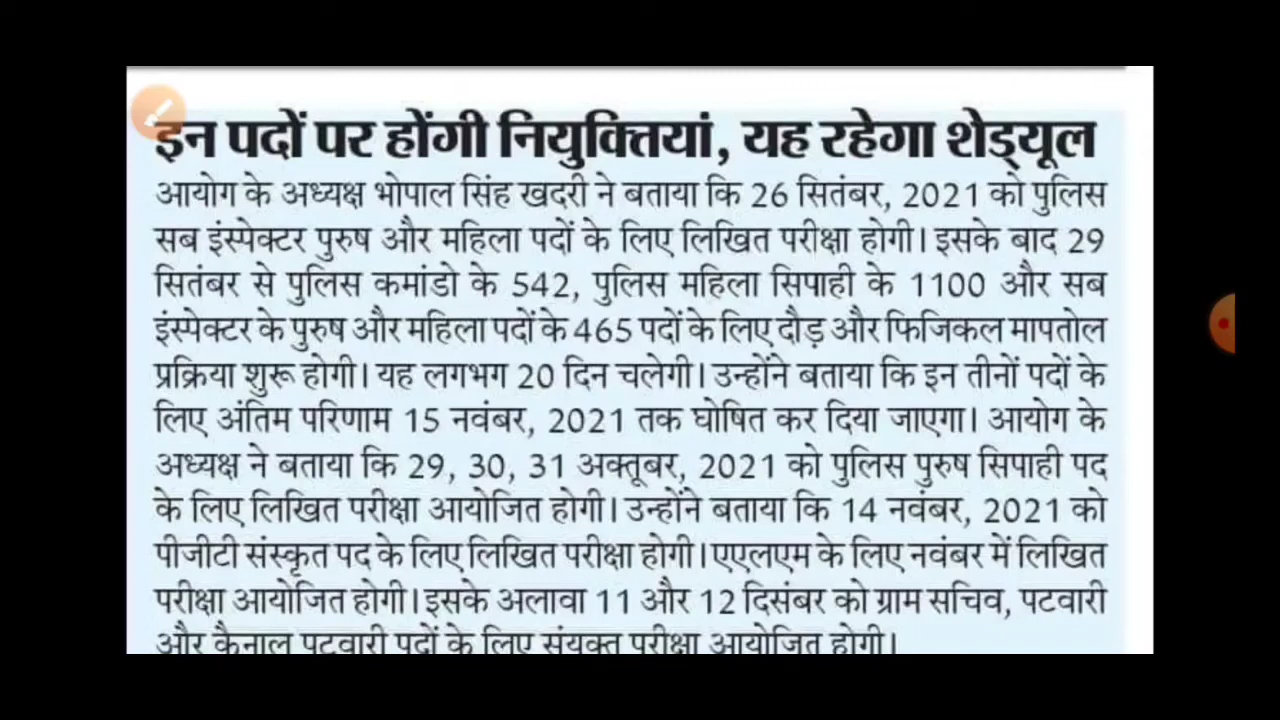 इन पदों पर होंगी नियुक्तियां, यह रहेगा शेड्यूल
आयोग के अध्यक्ष भोपाल सिंह खदरी ने बताया कि 26 सितंबर, 2021 को पुलिस
सब इंस्पेक्टर पुरुष और महिला पदों के लिए लिखित परीक्षा होगी। इसके बाद 29
सितंबर से पुलिस कमांडो के 542, पुलिस महिला सिपाही के 1100 और सब
इंस्पेक्टर के पुरुष और महिला पदों के 465 पदों के लिए दौड़ और फिजिकल मापतोल
प्रक्रिया शुरू होगी। यह लगभग 20 दिन चलेगी। उन्होंने बताया कि इन तीनों पदों के
लिए अंतिम परिणाम 15 नवंबर, 2021 तक घोषित कर दिया जाएगा। आयोग के
अध्यक्ष ने बताया कि 29, 30, 31 अक्तूबर, 2021 को पुलिस पुरुष सिपाही पद
के लिए लिखित परीक्षा आयोजित होगी। उन्होंने बताया कि 14 नवंबर, 2021 को
पीजीटी संस्कृत पद के लिए लिखित परीक्षा होगी। एएलएम के लिए नवंबर में लिखित
परीक्षा आयोजित होगी। इसके अलावा 11 और 12 दिसंबर को ग्राम सचिव, पटवारी
और कैनाल पटवारी पदों के लिए संयुक्त परीक्षा आयोजित होगी।